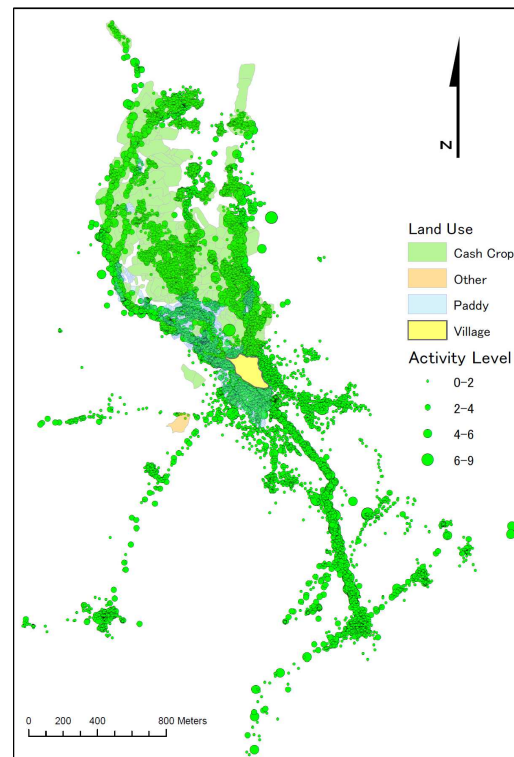 N
Land Use
Cash Crop
Other
Paddy
Village
Activity Level
0-2
2-4
4-6
6-9
0 200 400 800 Meters